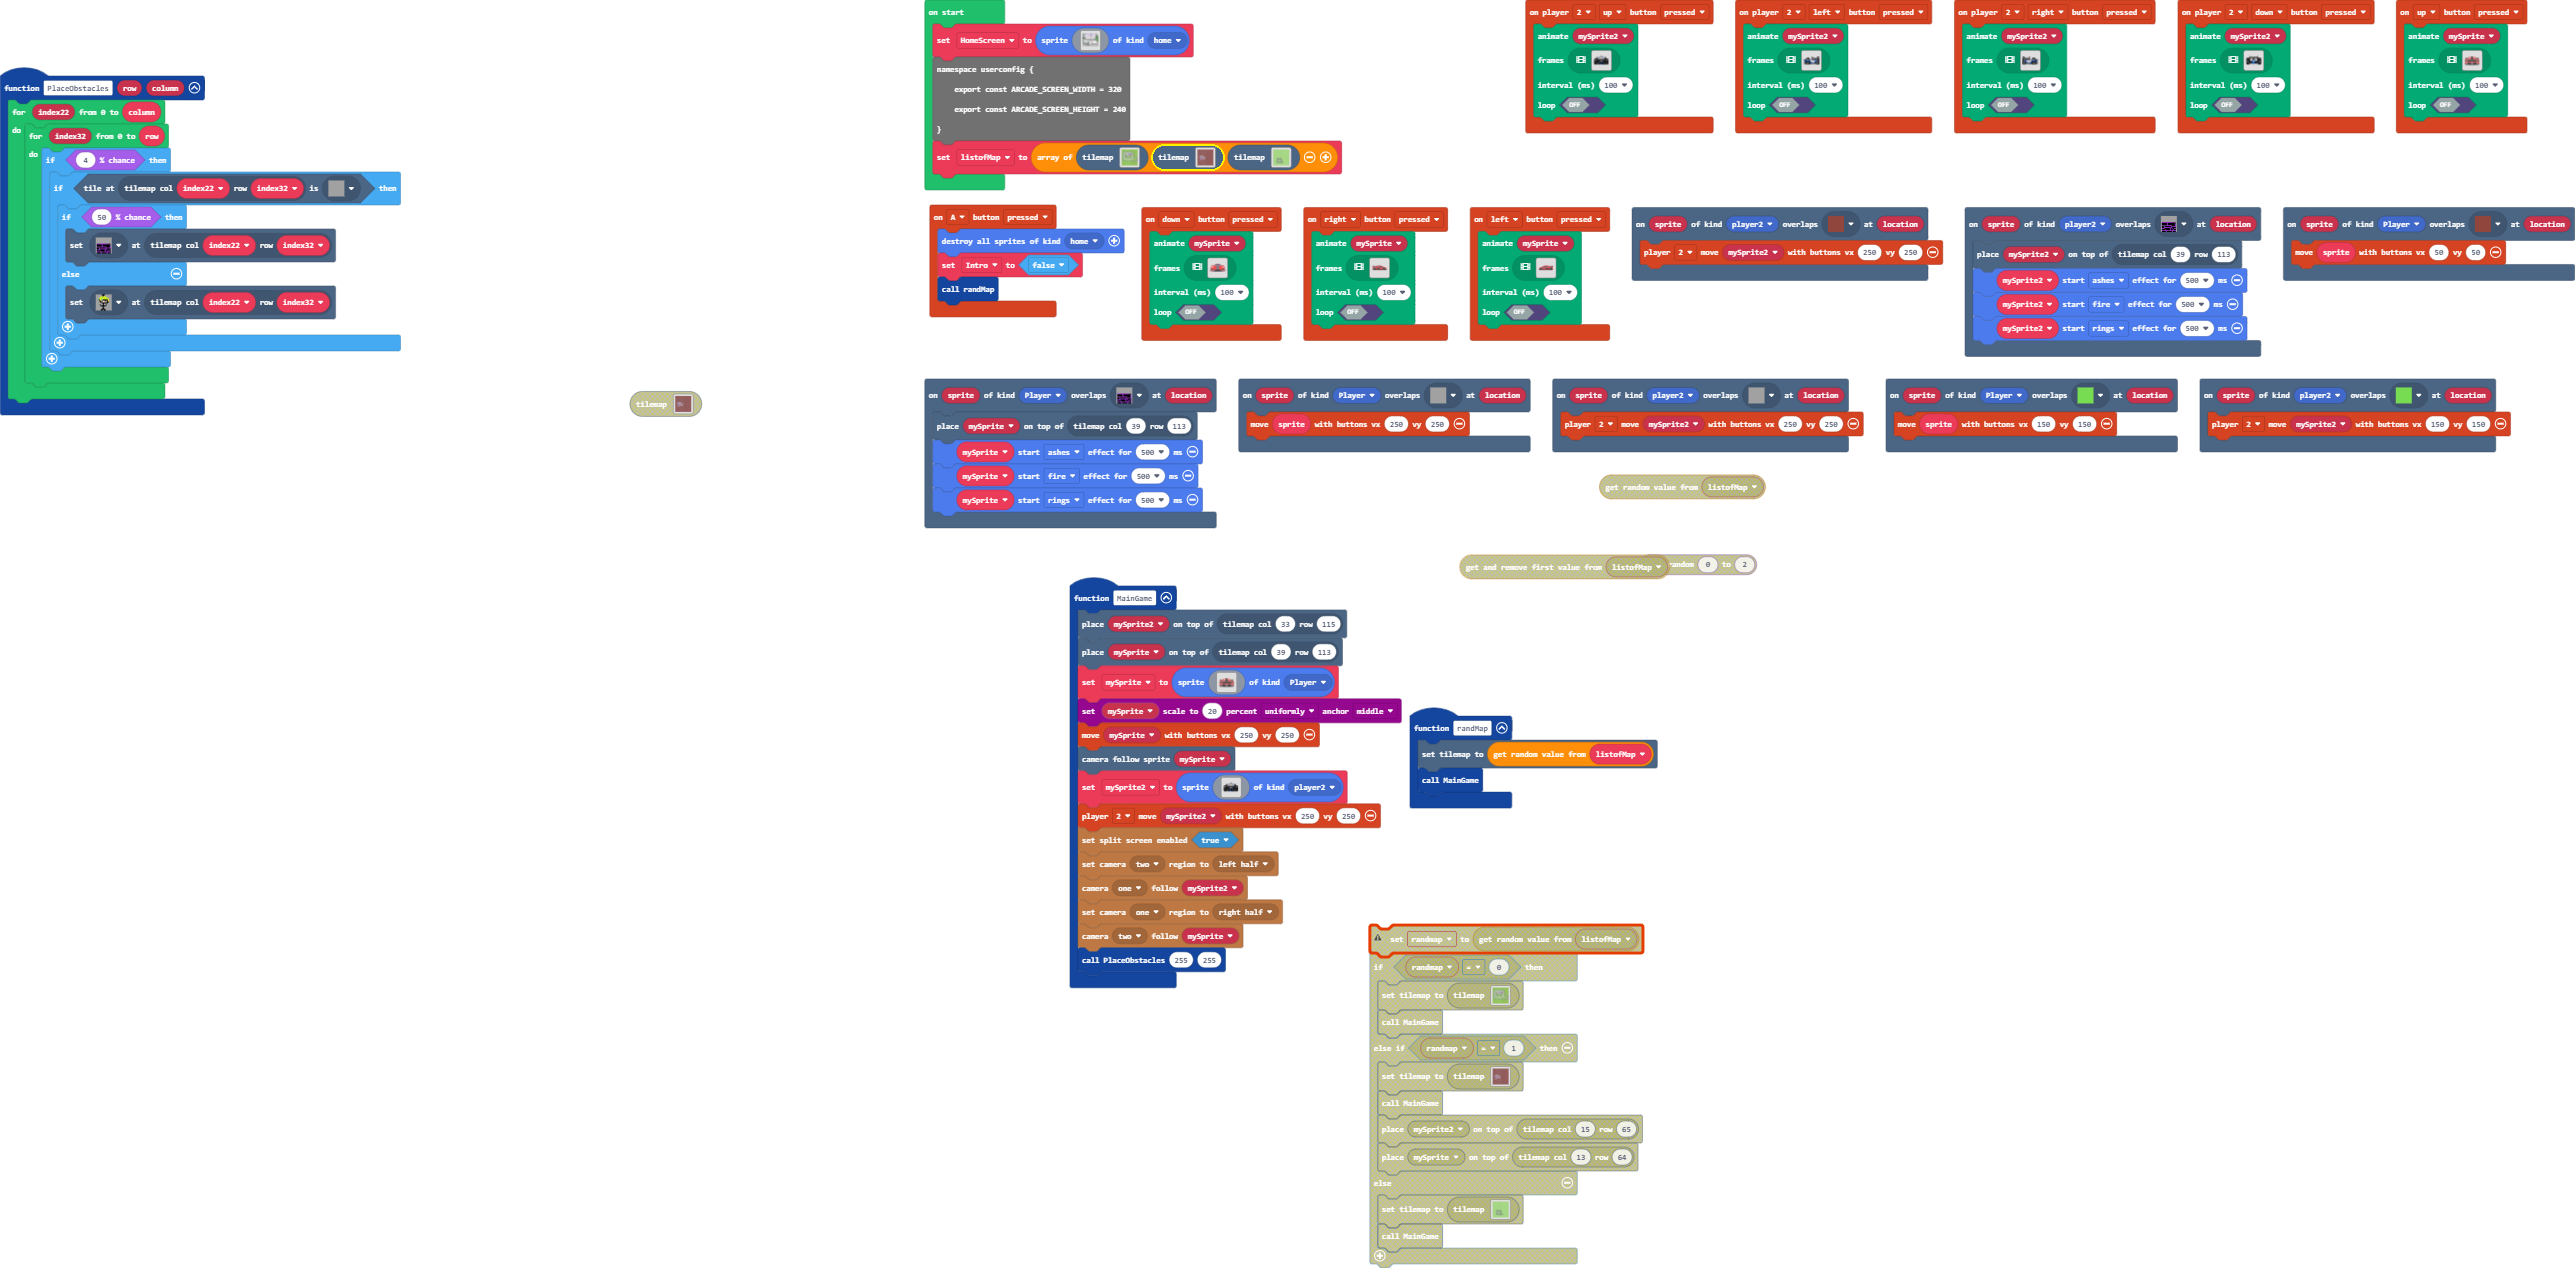 function PlaceObstacles row column
for index22 from 0 to column
do
for index32 from 0 to row
do
if 4 % chance then
if tile at tilemap col index22 row index32 is then
if 50 % chance then
set at tilemap col index22 row index32
else
set at tilemap col index22 row index32
tilemap
on start
set HomeScreen to sprite of kind home
namespace userconfig {
export const ARCADE_SCREEN_WIDTH = 320
export const ARCADE_SCREEN_HEIGHT = 240
}
set listofMap to array of tilemap tilemap tilemap
on player 2 up button pressed
animate mySprite2
frames
interval (ms) 100
loop OFF
on player 2 left button pressed
animate mySprite2
frames
interval (ms) 100
loop OFF
on player 2 right button pressed
animate mySprite2
frames
interval (ms) 100
loop OFF
on player 2 down button pressed
animate mySprite2
frames
interval (ms) 100
loop OFF
on up button pressed
animate mySprite
frames
interval (ms) 100
loop OFF
on A button pressed
destroy all sprites of kind home
set Intro to false
call randMap
on down button pressed
animate mySprite
frames
interval (ms) 100
loop OFF
on right button pressed
animate mySprite
frames
interval (ms) 100
loop OFF
on left button pressed
animate mySprite
frames
interval (ms) 100
loop OFF
on sprite of kind player2 overlaps at location
player 2 move mySprite2 with buttons vx 250 vy 250
on sprite of kind player2 overlaps at location
place mySprite2 on top of tilemap col 39 row 113
mySprite2 start ashes effect for 500 ms
mySprite2 start fire effect for 500 ms
mySprite2 start rings effect for 500 ms
on sprite of kind Player overlaps at location
move sprite with buttons vx 50 vy 50
on sprite of kind Player overlaps at location
place mySprite on top of tilemap col 39 row 113
mySprite start ashes effect for 500 ms
mySprite start fire effect for 500 ms
mySprite start rings effect for 500 ms
on sprite of kind Player overlaps at location
move sprite with buttons vx 250 vy 250
on sprite of kind player2 overlaps at location
player 2 move mySprite2 with buttons vx 250 vy 250
on sprite of kind Player overlaps at location
move sprite with buttons vx 150 vy 150
on sprite of kind player2 overlaps at location
player 2 move mySprite2 with buttons vx 150 vy 150
get random value from listofMap
get and remove first value from listofMap
random 0 to 2
function MainGame
place mySprite2 on top of tilemap col 33 row 115
place mySprite on top of tilemap col 39 row 113
set mySprite to sprite of kind Player
set mySprite scale to 20 percent uniformly anchor middle
move mySprite with buttons vx 250 vy 250
camera follow sprite mySprite
set mySprite2 to sprite of kind player2
player 2 move mySprite2 with buttons vx 250 vy 250
set split screen enabled true
set camera two region to left half
camera one follow mySprite2
set camera one region to right half
camera two follow mySprite
call PlaceObstacles 255 255
function randMap
set tilemap to get random value from listofMap
call MainGame
set randmap to get random value from listofMap
if randmap = 0 then
set tilemap to tilemap
call MainGame
else if randmap = 1 then
set tilemap to tilemap
call MainGame
place mySprite2 on top of tilemap col 15 row 65
place mySprite on top of tilemap col 13 row 64
else
set tilemap to tilemap
call MainGame